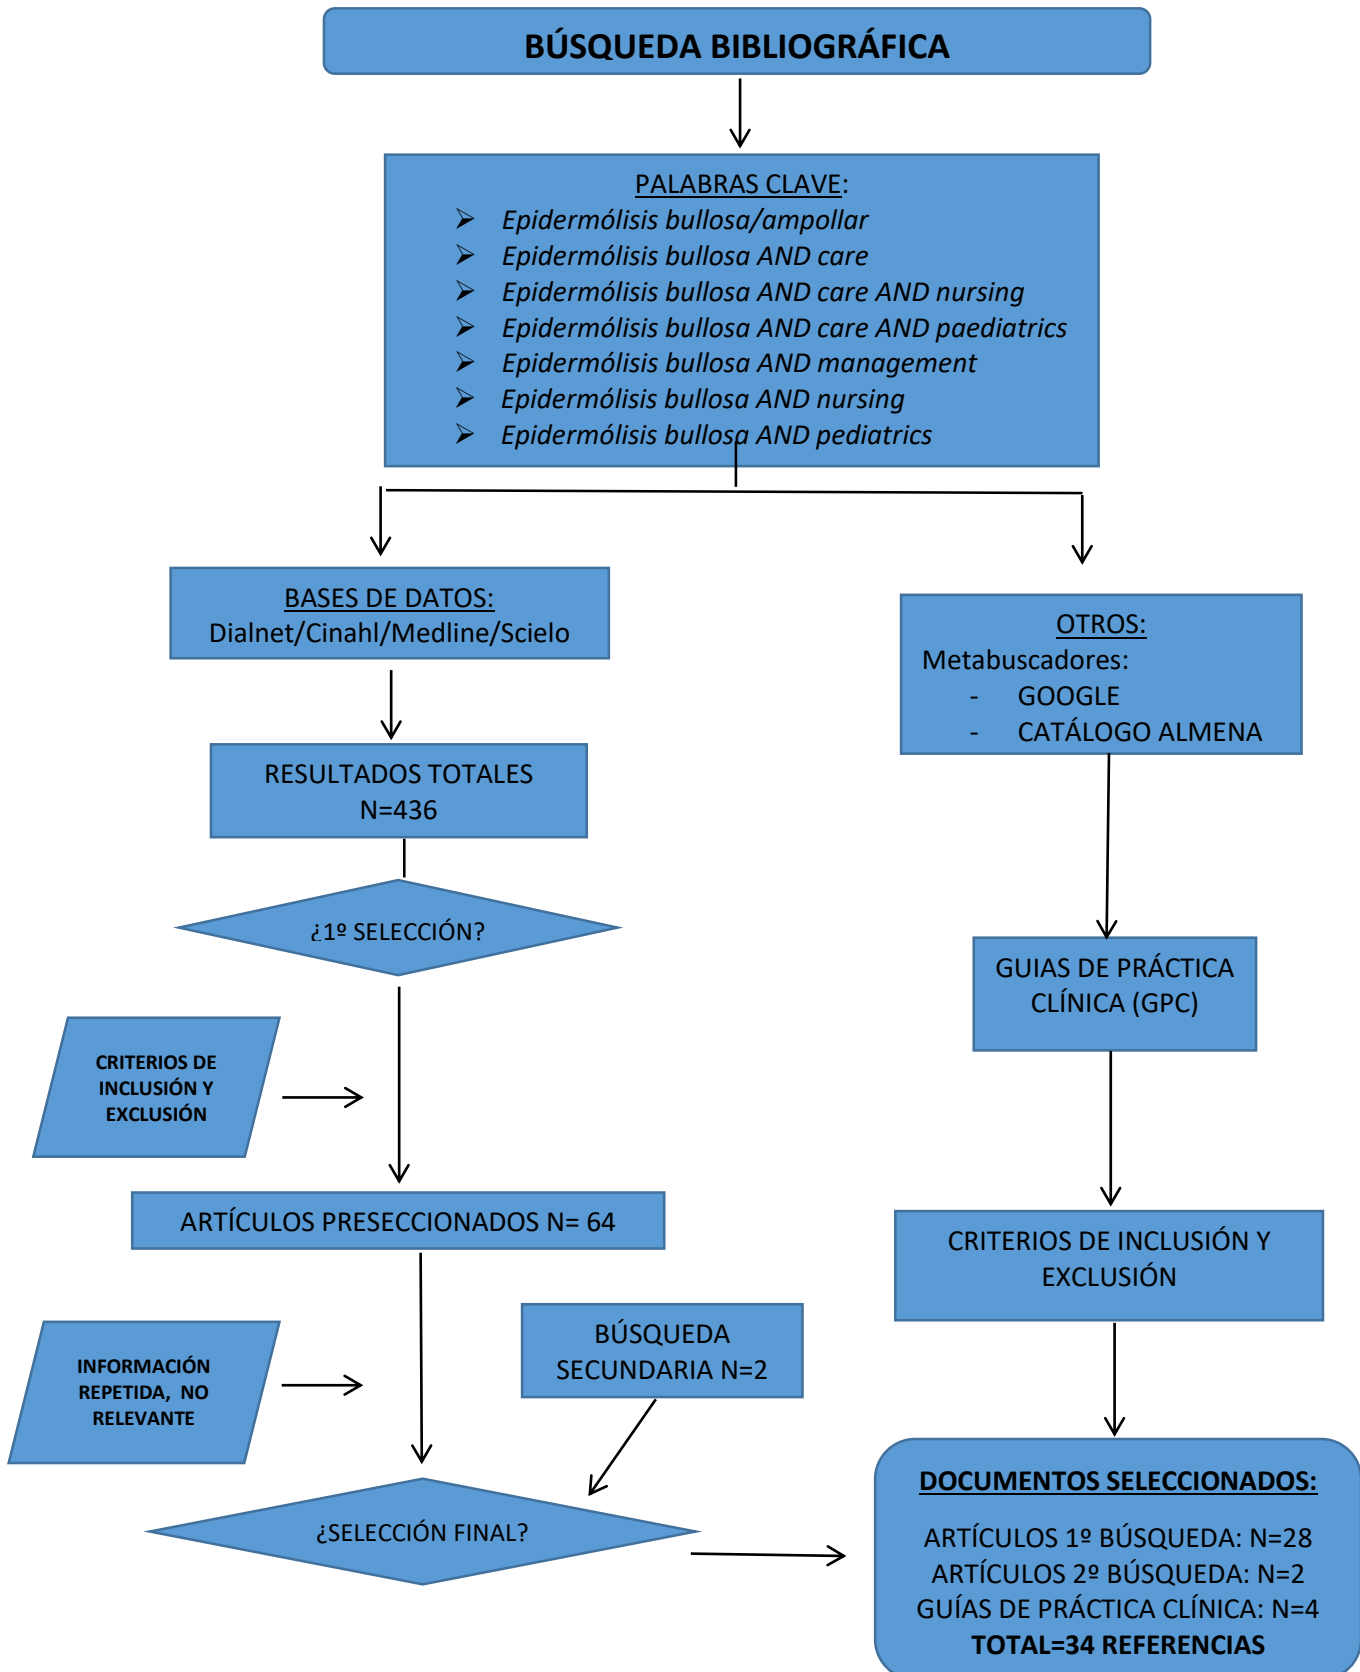 BÚSQUEDA BIBLIOGRÁFICA
PALABRAS CLAVE:
➢ Epidermólisis bullosa/ampollar
➢ Epidermólisis bullosa AND care
➢ Epidermólisis bullosa AND care AND nursing
➢ Epidermólisis bullosa AND care AND paediatrics
➢ Epidermólisis bullosa AND management
➢ Epidermólisis bullosa AND nursing
➢ Epidermólisis bullosa AND pediatrics
BASES DE DATOS:
Dialnet/Cinahl/Medline/Scielo
RESULTADOS TOTALES
N=436
¿1º SELECCIÓN?
CRITERIOS DE
INCLUSIÓN Y
EXCLUSIÓN
ARTÍCULOS PRESECCIONADOS N= 64
INFORMACIÓN
REPETIDA, NO
RELEVANTE
BÚSQUEDA
SECUNDARIA N=2
¿SELECCIÓN FINAL?
OTROS:
Metabuscadores:
- GOOGLE
- CATÁLOGO ALMENA
GUIAS DE PRÁCTICA
CLÍNICA (GPC)
CRITERIOS DE INCLUSIÓN Y
EXCLUSIÓN
DOCUMENTOS SELECCIONADOS:
ARTÍCULOS 1º BÚSQUEDA: N=28
ARTÍCULOS 2º BÚSQUEDA: N=2
GUÍAS DE PRÁCTICA CLÍNICA: N=4
TOTAL=34 REFERENCIAS